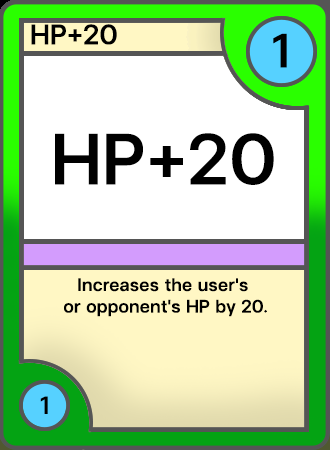 HP+20
1
HP+20
Increases the user's
or opponent's HP by 20.
1